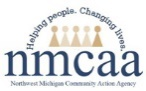 Helping people. Changing lives.
nmcaa
Northwest Michigan Community Action Agency